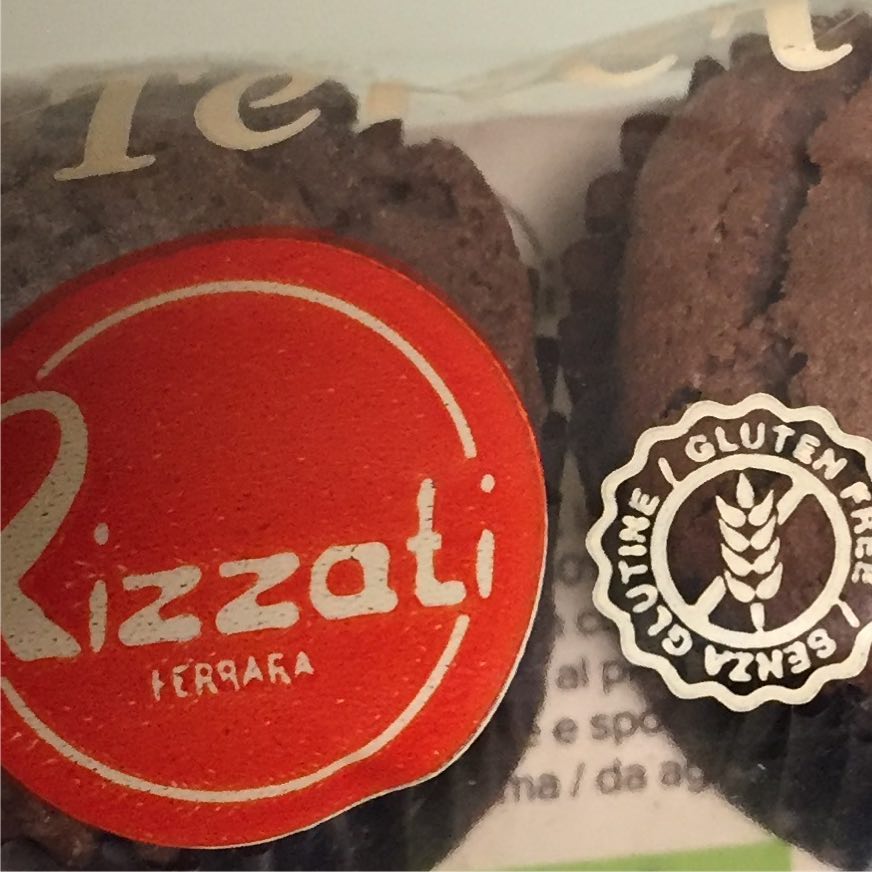 Rizzati
FERRARA
GLUTEN FREE / SENZA GLUTINE /
al
e spo
ma / da ag